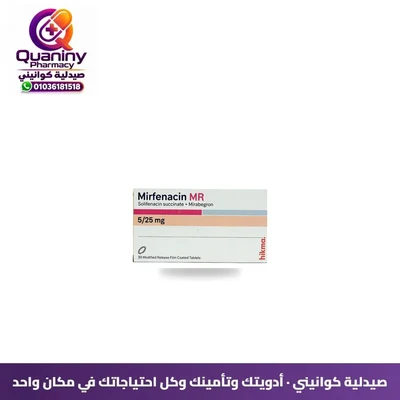 Quaniny
Pharmacy
صيدلية كوانيني
01036181518
Mirfenacin MR
Solifenacin succinate + Mirabegron
5/25 mg
30 Modified Release Film Coated Tablets
hikma.
صيدلية كوانيني · أدويتك وتأمينك وكل احتياجاتك في مكان واحد